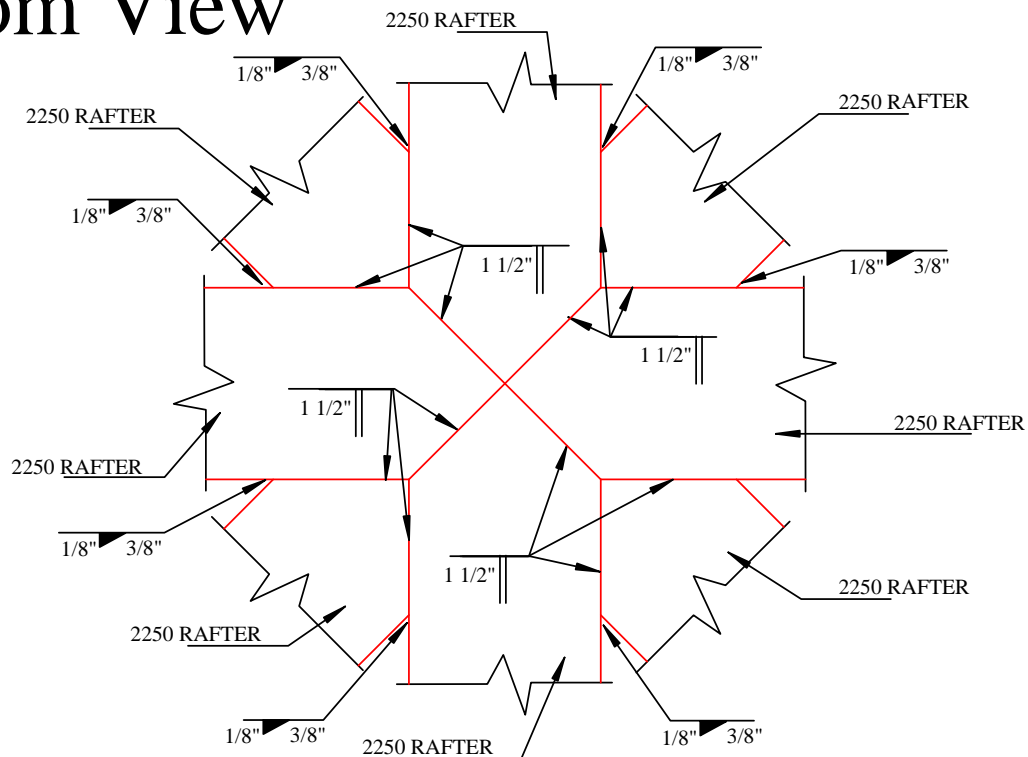 om View
2250 RAFTER
1/8" 3/8"
1/8" 3/8"
2250 RAFTER
2250 RAFTER
1/8" 3/8"
1 1/2"
1/8" 3/8"
1 1/2"
1 1/2"
2250 RAFTER
2250 RAFTER
1/8" 3/8"
1 1/2"
2250 RAFTER
2250 RAFTER
1/8" 3/8"
1/8" 3/8"
2250 RAFTER